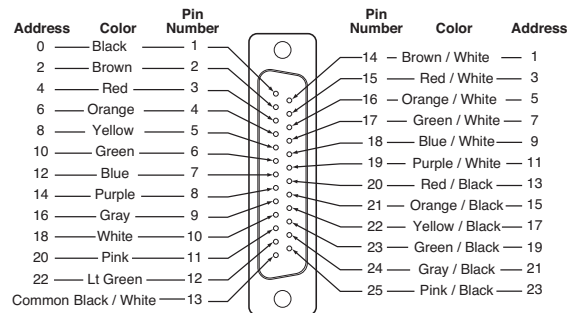 Address Color Pin Number
0 Black 1
2 Brown 2
4 Red 3
6 Orange 4
8 Yellow 5
10 Green 6
12 Blue 7
14 Purple 8
16 Gray 9
18 White 10
20 Pink 11
22 Lt Green 12
Common Black / White 13
Pin Number Color Address
14 Brown / White 1
15 Red / White 3
16 Orange / White 5
17 Green / White 7
18 Blue / White 9
19 Purple / White 11
20 Red / Black 13
21 Orange / Black 15
22 Yellow / Black 17
23 Green / Black 19
24 Gray / Black 21
25 Pink / Black 23